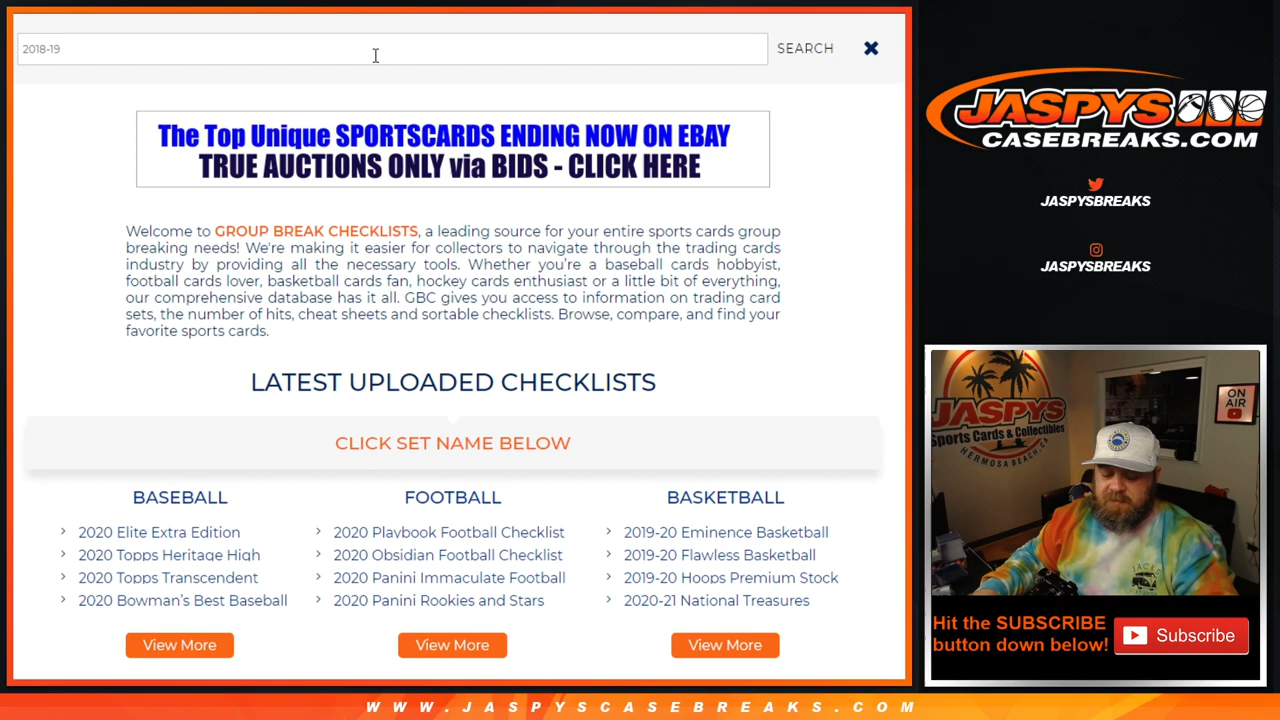 2018-19
SEARCH
The Top Unique SPORTSCARDS ENDING NOW ON EBAY
TRUE AUCTIONS ONLY via BIDS - CLICK HERE
Welcome to GROUP BREAK CHECKLISTS, a leading source for your entire sports cards group
breaking needs! We're making it easier for collectors to navigate through the trading cards
industry by providing all the necessary tools. Whether you're a baseball cards hobbyist,
football cards lover, basketball cards fan, hockey cards enthusiast or a little bit of everything,
our comprehensive database has it all. GBC gives you access to information on trading card
sets, the number of hits, cheat sheets and sortable checklists. Browse, compare, and find your
favorite sports cards.
LATEST UPLOADED CHECKLISTS
CLICK SET NAME BELOW
BASEBALL
2020 Elite Extra Edition
2020 Topps Heritage High
2020 Topps Transcendent
2020 Bowman's Best Baseball
View More
FOOTBALL
2020 Playbook Football Checklist
2020 Obsidian Football Checklist
2020 Panini Immaculate Football
2020 Panini Rookies and Stars
View More
BASKETBALL
2019-20 Eminence Basketball
2019-20 Flawless Basketball
2019-20 Hoops Premium Stock
2020-21 National Treasures
View More
JASPYS
CASEBREAKS.COM
JASPYSBREAKS
JASPYSBREAKS
JASPYS
Sports Cards & Collectibles
HERMOSA BEACH, CA
ON
AIR
JACKS
Hit the SUBSCRIBE
button down below!
Subscribe
WWW.JASPYSCASEBREAKS.COM